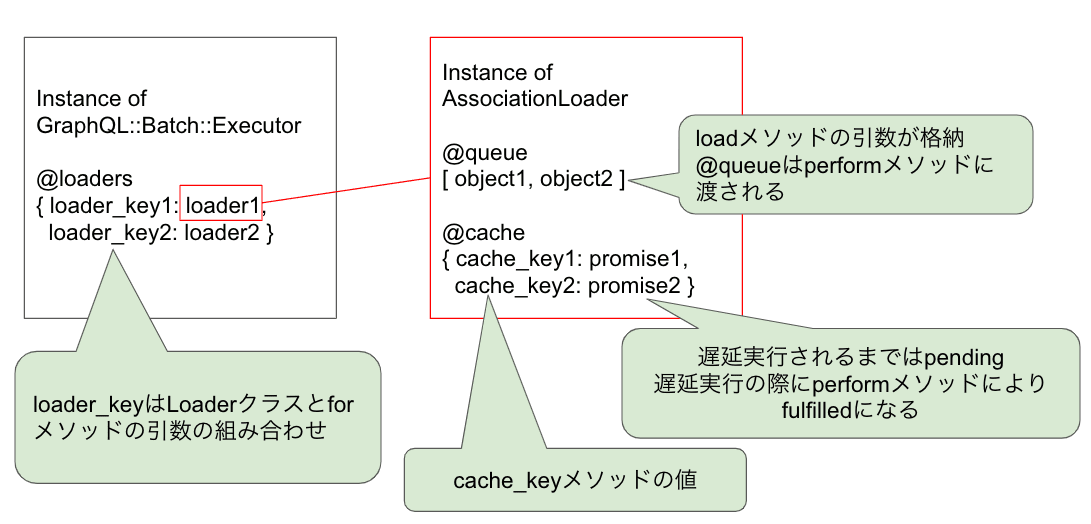 Instance of
GraphQL::Batch::Executor
@loaders
{ loader_key1: loader1,
loader_key2: loader2 }
loader_keyはLoaderクラスとfor
メソッドの引数の組み合わせ
Instance of
AssociationLoader
@queue
[ object1, object2 ]
@cache
{ cache_key1: promise1,
cache_key2: promise2 }
loadメソッドの引数が格納
@queueはperformメソッドに
渡される
遅延実行されるまではpending
遅延実行の際にperformメソッドにより
fulfilledになる
cache_keyメソッドの値